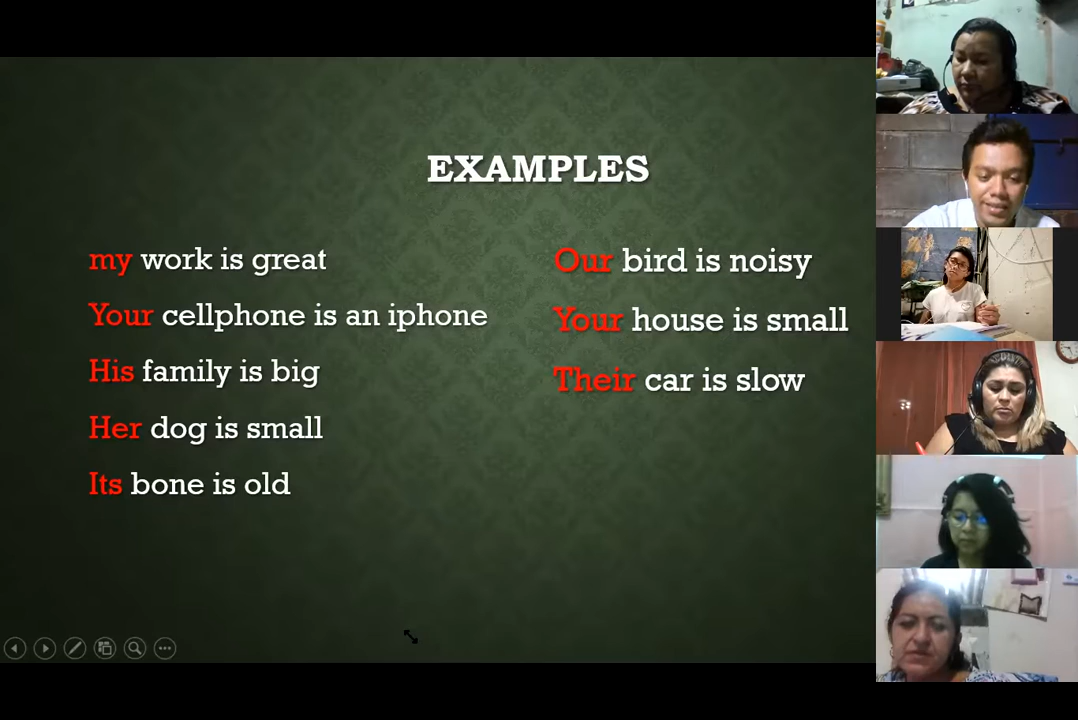 EXAMPLES
my work is great
Your cellphone is an iphone
His family is big
Her dog is small
Its bone is old
Our bird is noisy
Your house is small
Their car is slow